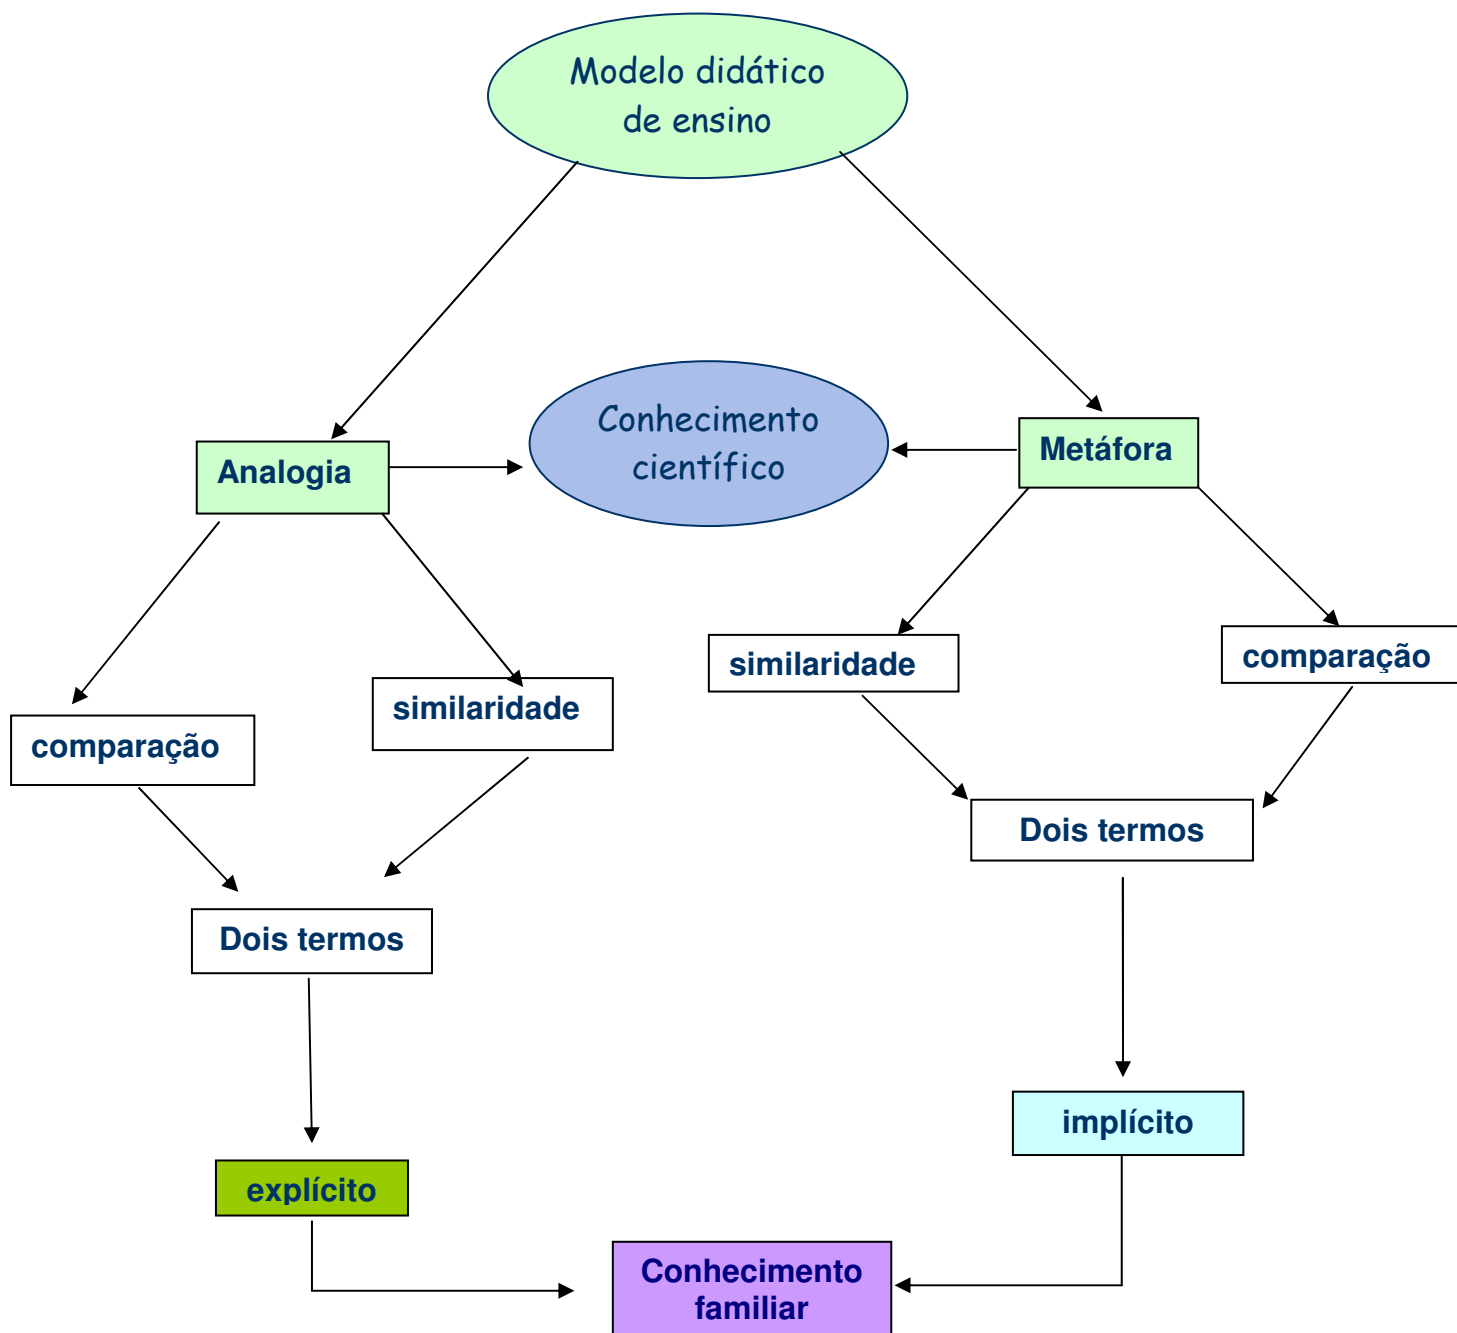 Modelo didático
de ensino
Conhecimento
científico
Analogia
Metáfora
similaridade
comparação
similaridade
comparação
Dois termos
Dois termos
implícito
explícito
Conhecimento
familiar